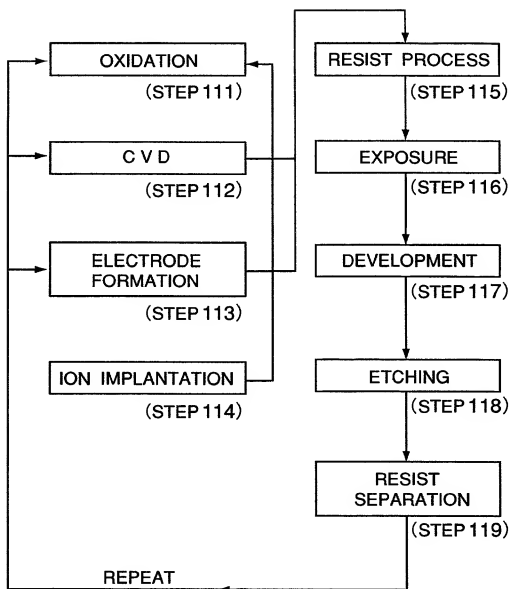 OXIDATION
(STEP 111)
C V D
(STEP 112)
ELECTRODE
FORMATION
(STEP 113)
ION IMPLANTATION
(STEP 114)
RESIST PROCESS
(STEP 115)
EXPOSURE
(STEP 116)
DEVELOPMENT
(STEP 117)
ETCHING
(STEP 118)
RESIST
SEPARATION
(STEP 119)
REPEAT